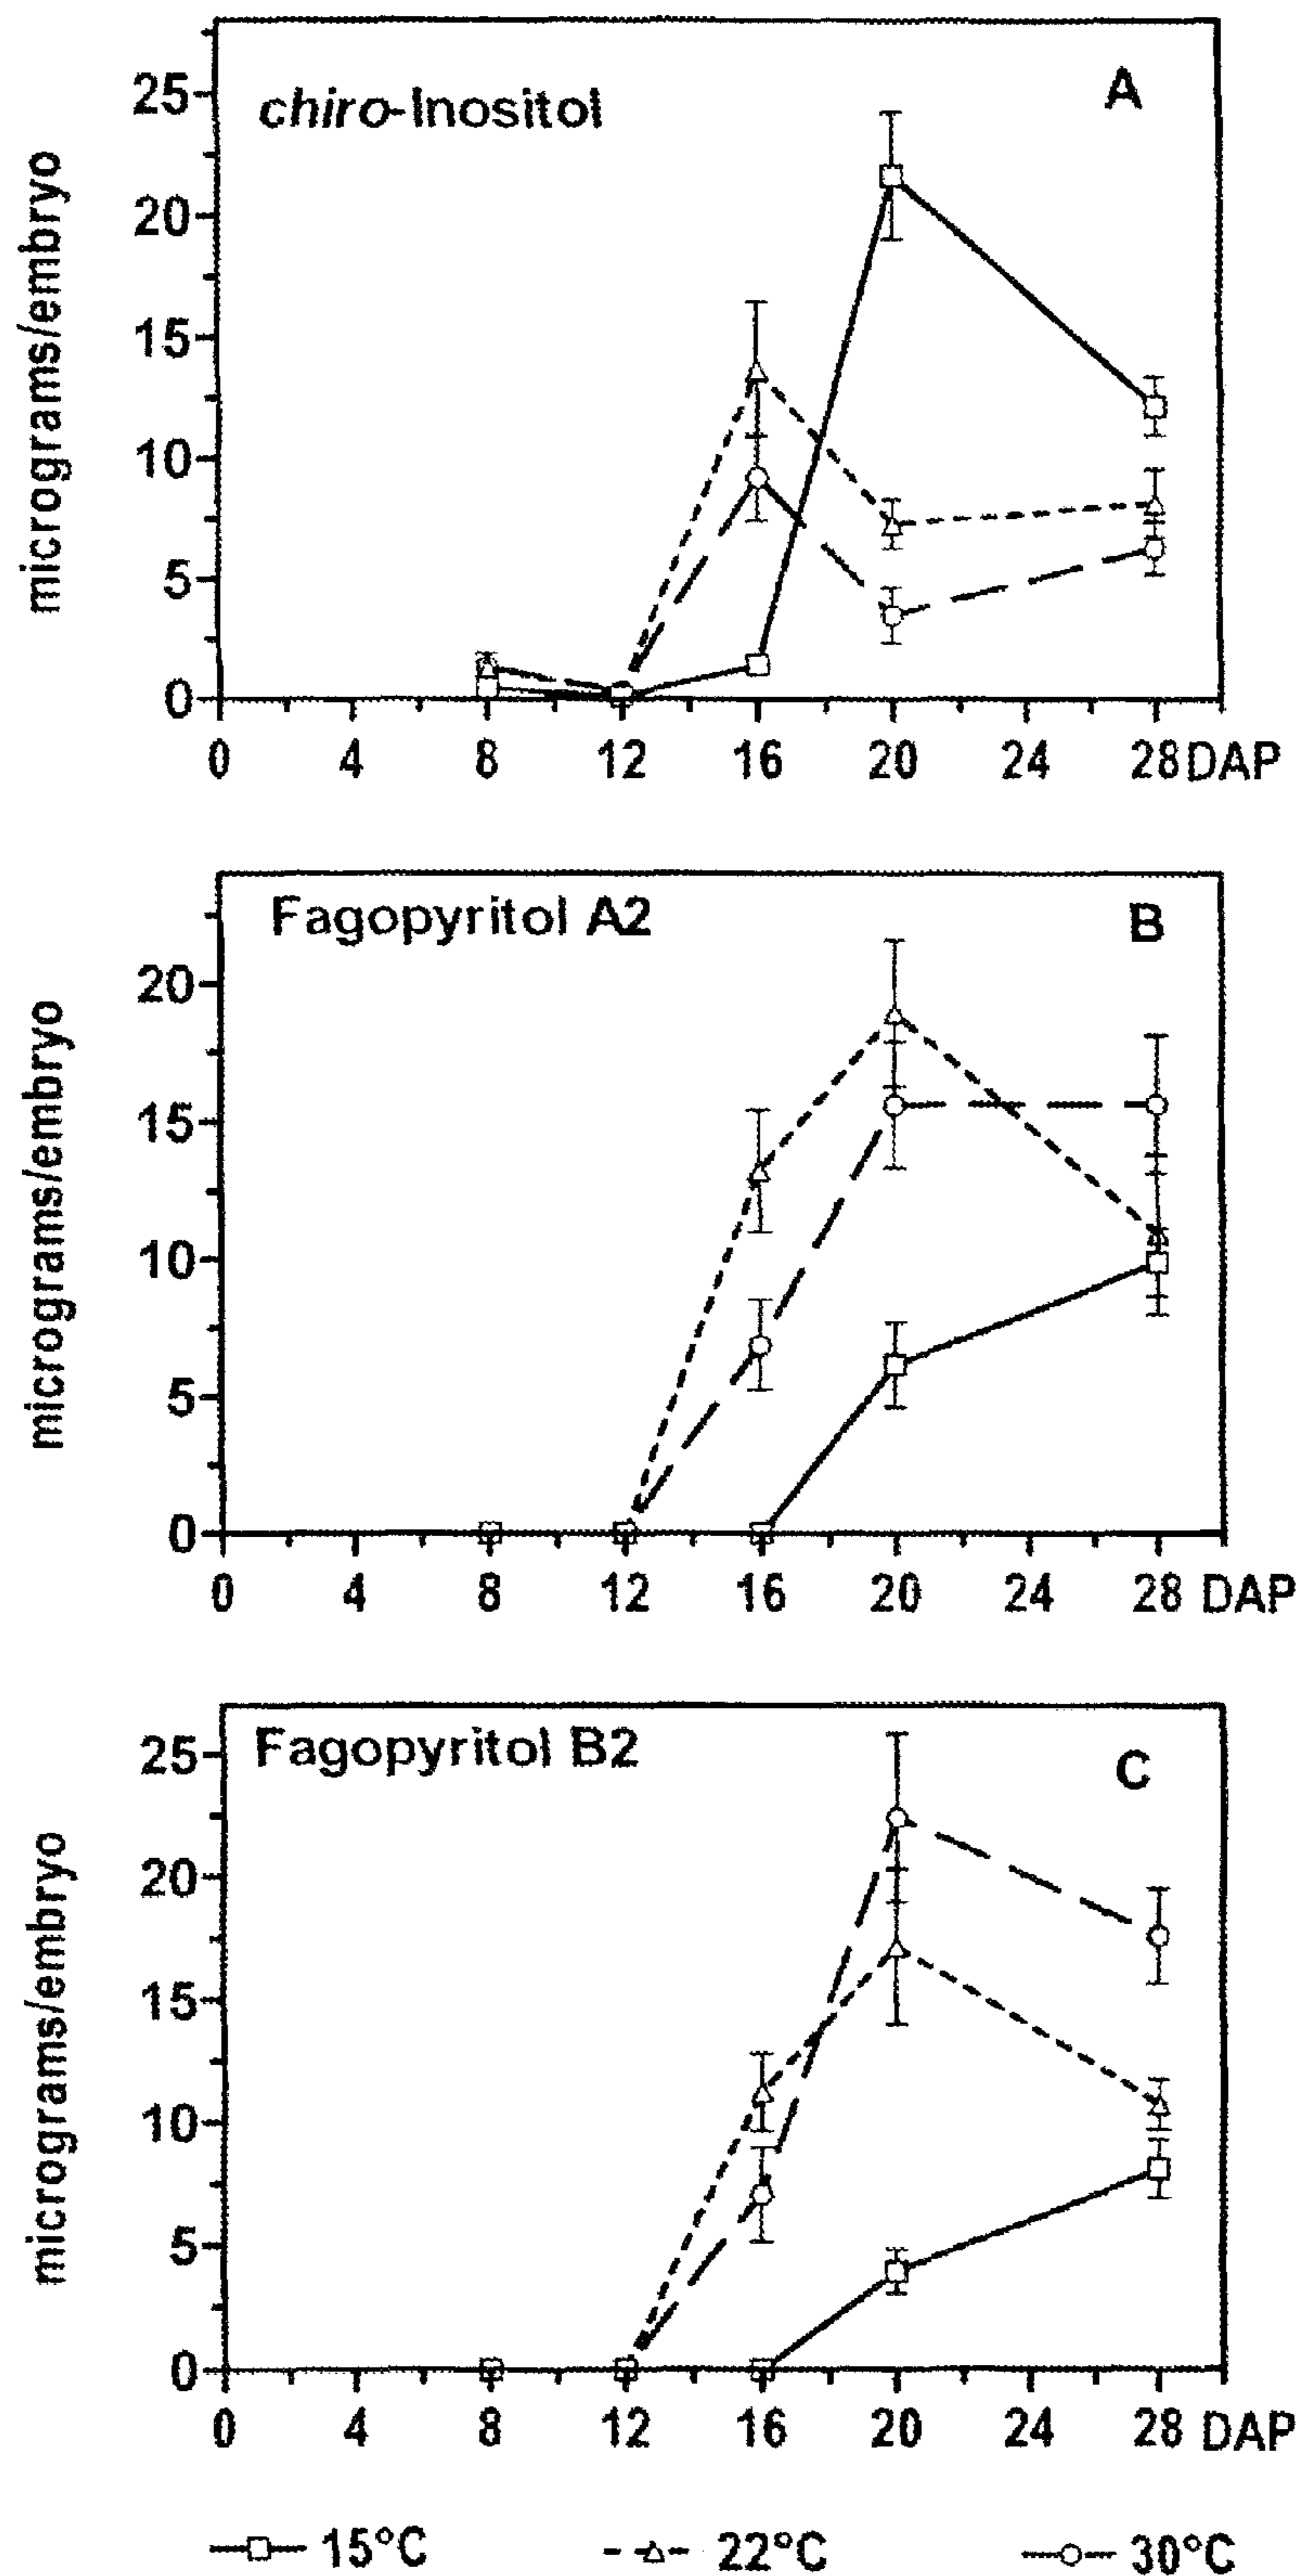 A
chiro-Inositol
micrograms/embryo
25
20
15
10
5
0
0 4 8 12 16 20 24 28 DAP
B
Fagopyritol A2
micrograms/embryo
20
15
10
5
0
0 4 8 12 16 20 24 28 DAP
C
Fagopyritol B2
micrograms/embryo
25
20
15
10
5
0
0 4 8 12 16 20 24 28 DAP
15°C 22°C 30°C